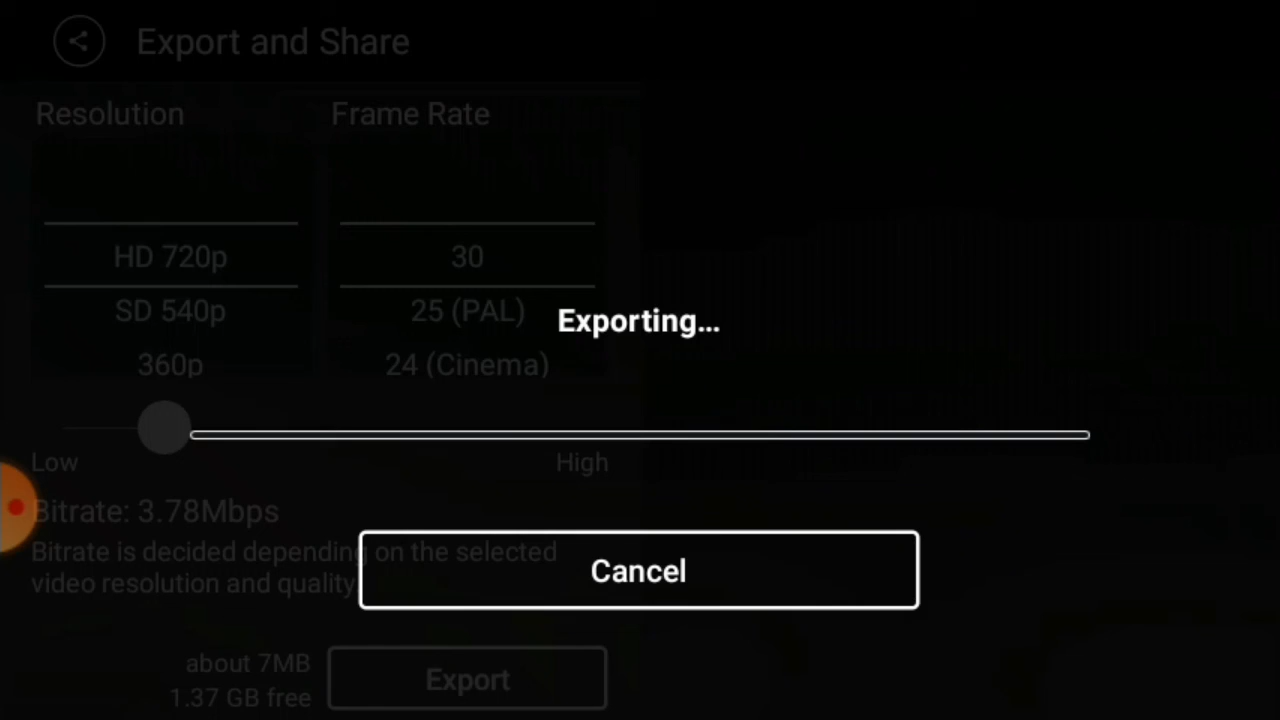 Export and Share
Resolution
Frame Rate
HD 720p
30
SD 540p
25 (PAL)
Exporting...
360p
24 (Cinema)
Low
High
Bitrate: 3.78Mbps
Bitrate is decided depending on the selected
video resolution and quality
Cancel
about 7MB
1.37 GB free
Export